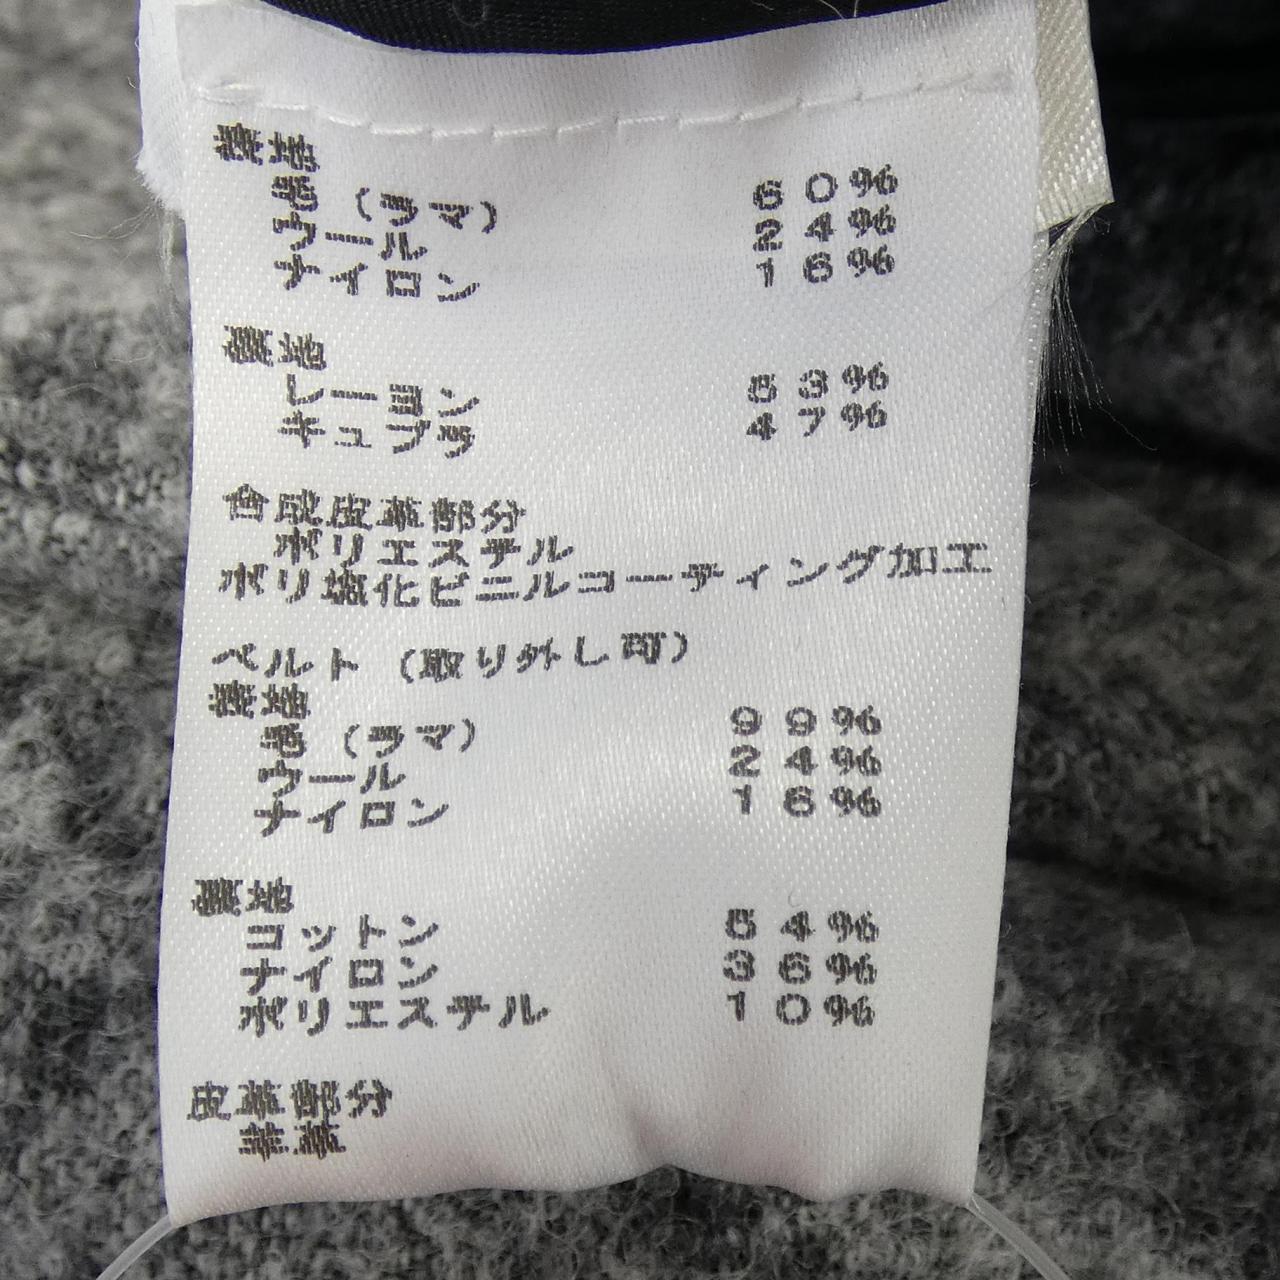 表地
毛（ラマ） 60%
ウール 24%
ナイロン 16%
裏地
レーヨン 53%
キュプラ 47%
合成皮革部分
ポリエステル
ポリ塩化ビニルコーティング加工
ベルト（取り外し可）
表地
毛（ラマ） 99%
ウール 24%
ナイロン 16%
裏地
コットン 54%
ナイロン 36%
ポリエステル 10%
皮革部分
羊革